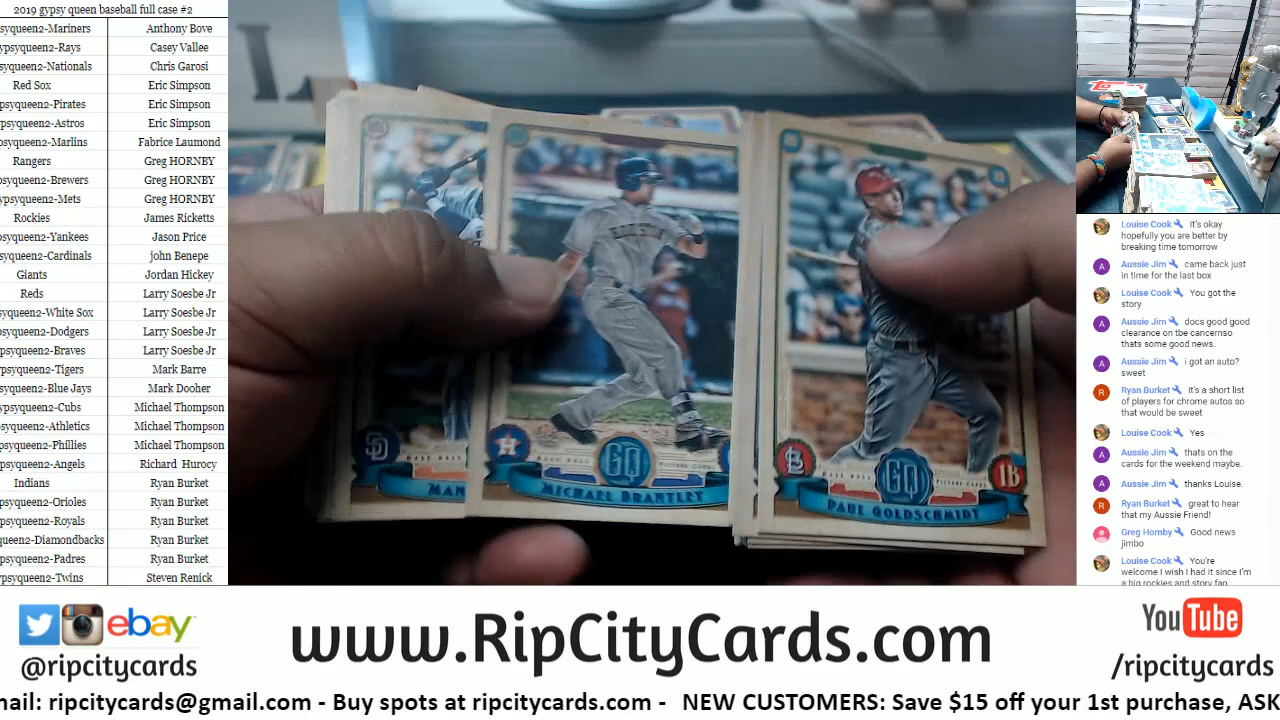 2019 gypsy queen baseball full case #2
syqueen2-Mariners Anthony Bove
ypsyqueen2-Rays Casey Vallee
syqueen2-Nationals Chris Garosi
Red Sox Eric Simpson
psyqueen2-Pirates Eric Simpson
psyqueen2-Astros Eric Simpson
psyqueen2-Marlins Fabrice Laumond
Rangers Greg HORNBY
psyqueen2-Brewers Greg HORNBY
ypsyqueen2-Mets Greg HORNBY
Rockies James Ricketts
psyqueen2-Yankees Jason Price
syqueen2-Cardinals john Benepe
Giants Jordan Hickey
Reds Larry Soesbe Jr
syqueen2-White Sox Larry Soesbe Jr
psyqueen2-Dodgers Larry Soesbe Jr
psyqueen2-Braves Larry Soesbe Jr
psyqueen2-Tigers Mark Barre
syqueen2-Blue Jays Mark Dooher
ypsyqueen2-Cubs Michael Thompson
psyqueen2-Athletics Michael Thompson
psyqueen2-Phillies Michael Thompson
psyqueen2-Angels Richard Hurocy
Indians Ryan Burket
psyqueen2-Orioles Ryan Burket
psyqueen2-Royals Ryan Burket
queen2-Diamondbacks Ryan Burket
psyqueen2-Padres Ryan Burket
ypsyqueen2-Twins Steven Renick
SD
MAN
GQ
MICHAEL BRANTLEY
GQ
1B
PAUL GOLDSCHMIDT
Louise Cook It's okay
hopefully you are better by
breaking time tomorrow
Aussie Jim came back just
in time for the last box
Louise Cook You got the
story
Aussie Jim docs good good
clearance on tbe cancernso
thats some good news.
Aussie Jim i got an auto?
sweet
Ryan Burket it's a short list
of players for chrome autos so
that would be sweet
Louise Cook Yes
Aussie Jim thats on the
cards for the weekend maybe.
Aussie Jim thanks Louise.
Ryan Burket great to hear
that my Aussie Friend!
Greg Hornby Good news
jimbo
Louise Cook You're
welcome I wish I had it since I'm
a big rockies and story fan
ebay
@ripcitycards
www.RipCityCards.com
YouTube
/ripcitycards
mail: ripcitycards@gmail.com - Buy spots at ripcitycards.com - NEW CUSTOMERS: Save $15 off your 1st purchase, ASK